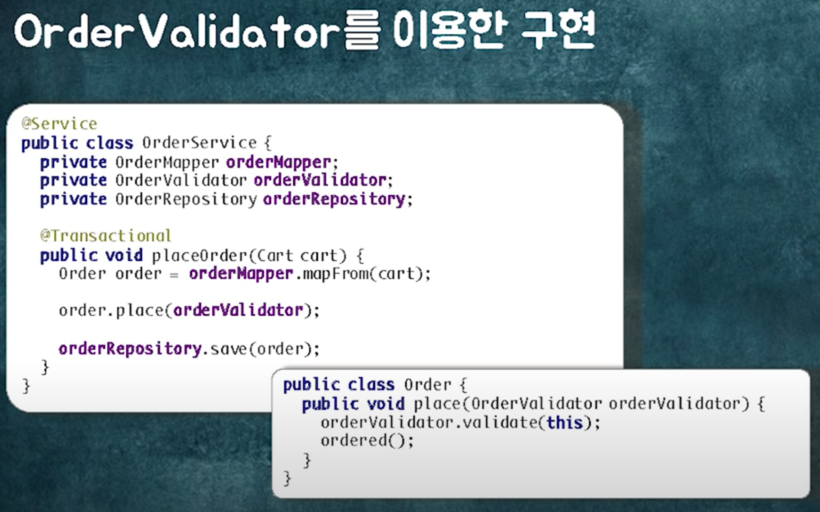 OrderValidator를 이용한 구현
@Service
public class OrderService {
private OrderMapper orderMapper;
private OrderValidator orderValidator;
private OrderRepository orderRepository;
@Transactional
public void placeOrder(Cart cart) {
Order order = orderMapper.mapFrom(cart);
order.place(orderValidator);
orderRepository.save(order);
}
}
public class Order {
public void place(OrderValidator orderValidator) {
orderValidator.validate(this);
ordered();
}
}